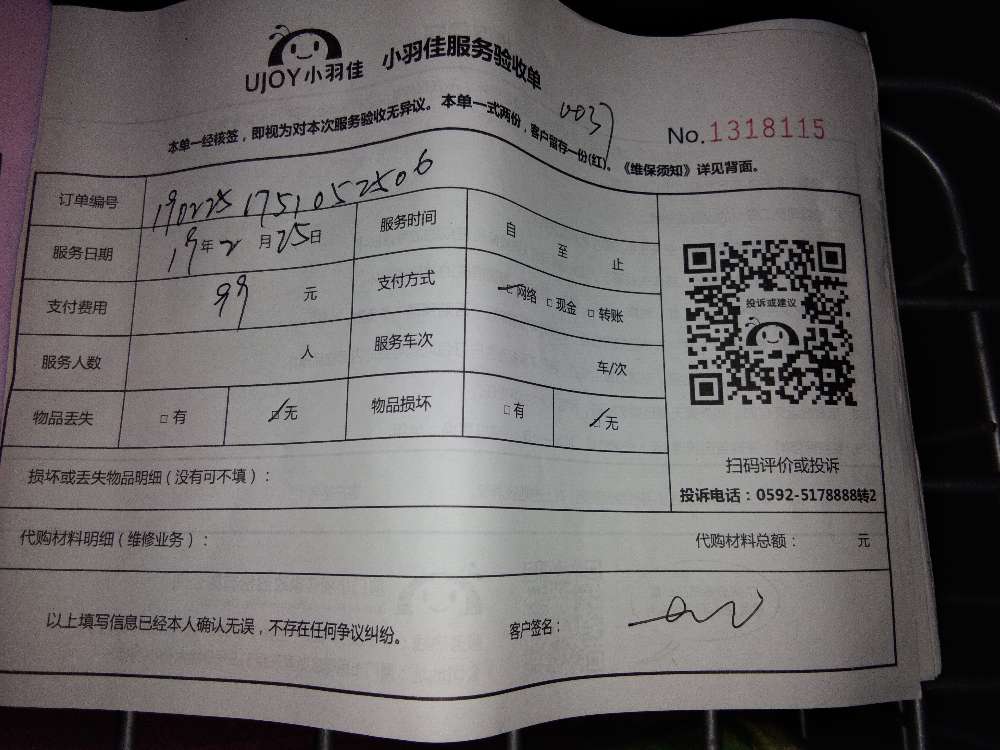 UJOY小羽佳 小羽佳服务验收单
0037
No.1318115
本单一经核签，即视为对本次服务验收无异议。本单一式两份，客户留存一份(红)。《维保须知》详见背面。
订单编号 1902251751052506
服务日期 19年2月25日 服务时间 自 至 止
支付费用 99 元 支付方式 □网络 □现金 □转账
服务人数 人 服务车次 车/次
物品丢失 □有 □无 物品损坏 □有 □无
投诉或建议
扫码评价或投诉
投诉电话：0592-5178888转2
损坏或丢失物品明细(没有可不填)：
代购材料明细(维修业务)： 代购材料总额： 元
以上填写信息已经本人确认无误，不存在任何争议纠纷。 客户签名：